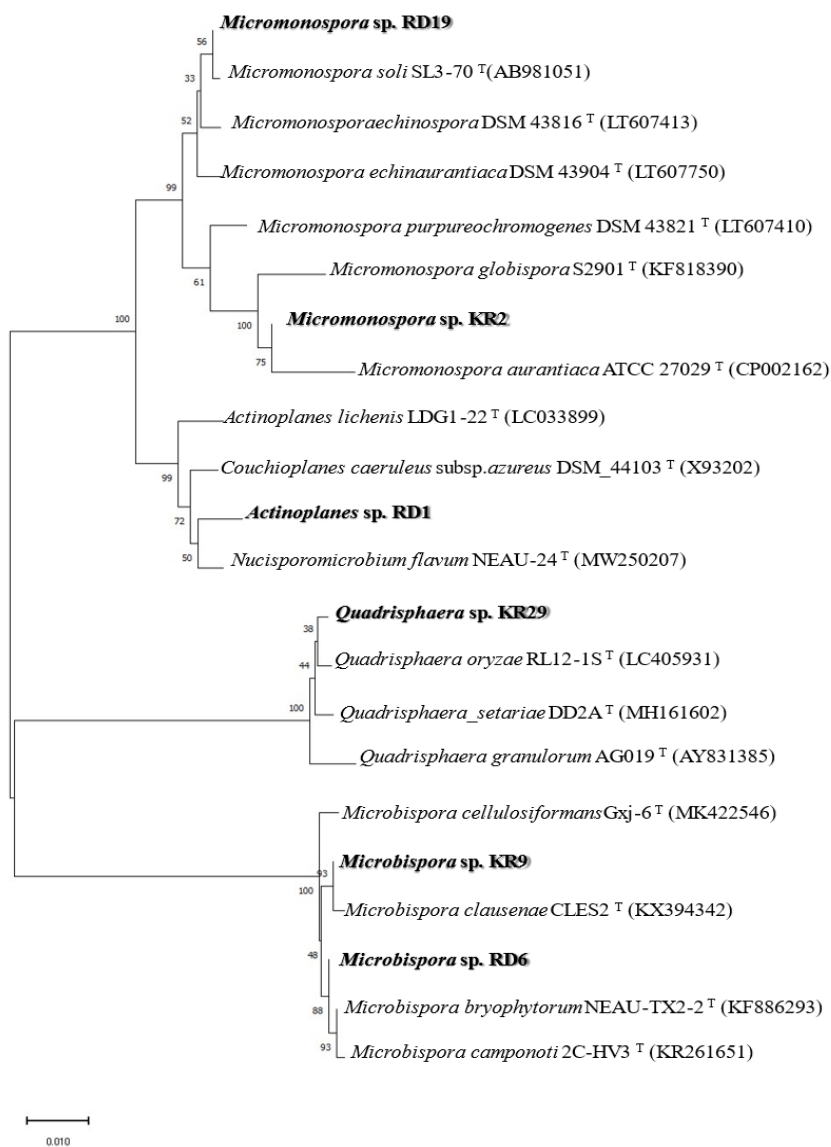 Micromonospora sp. RD19
56
Micromonospora soli SL3-70 T(AB981051)
33
52
Micromonosporaechinospora DSM 43816 T (LT607413)
Micromonospora echinaurantiaca DSM 43904 T (LT607750)
99
Micromonospora purpureochromogenes DSM 43821 T (LT607410)
Micromonospora globispora S2901 T (KF818390)
61
100
Micromonospora sp. KR2
100
75
Micromonospora aurantiaca ATCC 27029 T (CP002162)
Actinoplanes lichenis LDG1-22 T (LC033899)
Couchioplanes caeruleus subsp.azureus DSM_44103 T (X93202)
99
Actinoplanes sp. RD1
72
50
Nucisporomicrobium flavum NEAU-24 T (MW250207)
Quadrisphaera sp. KR29
38
44
Quadrisphaera oryzae RL12-1S T (LC405931)
100
Quadrisphaera_setariae DD2A T (MH161602)
Quadrisphaera granulorum AG019 T (AY831385)
Microbispora cellulosiformans Gxj-6 T (MK422546)
Microbispora sp. KR9
93
100
Microbispora clausenae CLES2 T (KX394342)
48
Microbispora sp. RD6
Microbispora bryophytorum NEAU-TX2-2 T (KF886293)
88
93
Microbispora camponoti 2C-HV3 T (KR261651)
0.010